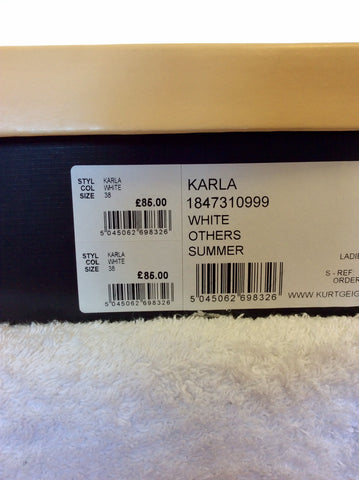 STYL KARLA
COL WHITE
SIZE 38
£85.00
5 045062 698326
STYL KARLA
COL WHITE
SIZE 38
£85.00
5 045062 698326
KARLA
1847310999
WHITE
OTHERS
SUMMER
5 045062 698326
LADIE
S - REF
ORDER
WWW.KURTGEIG